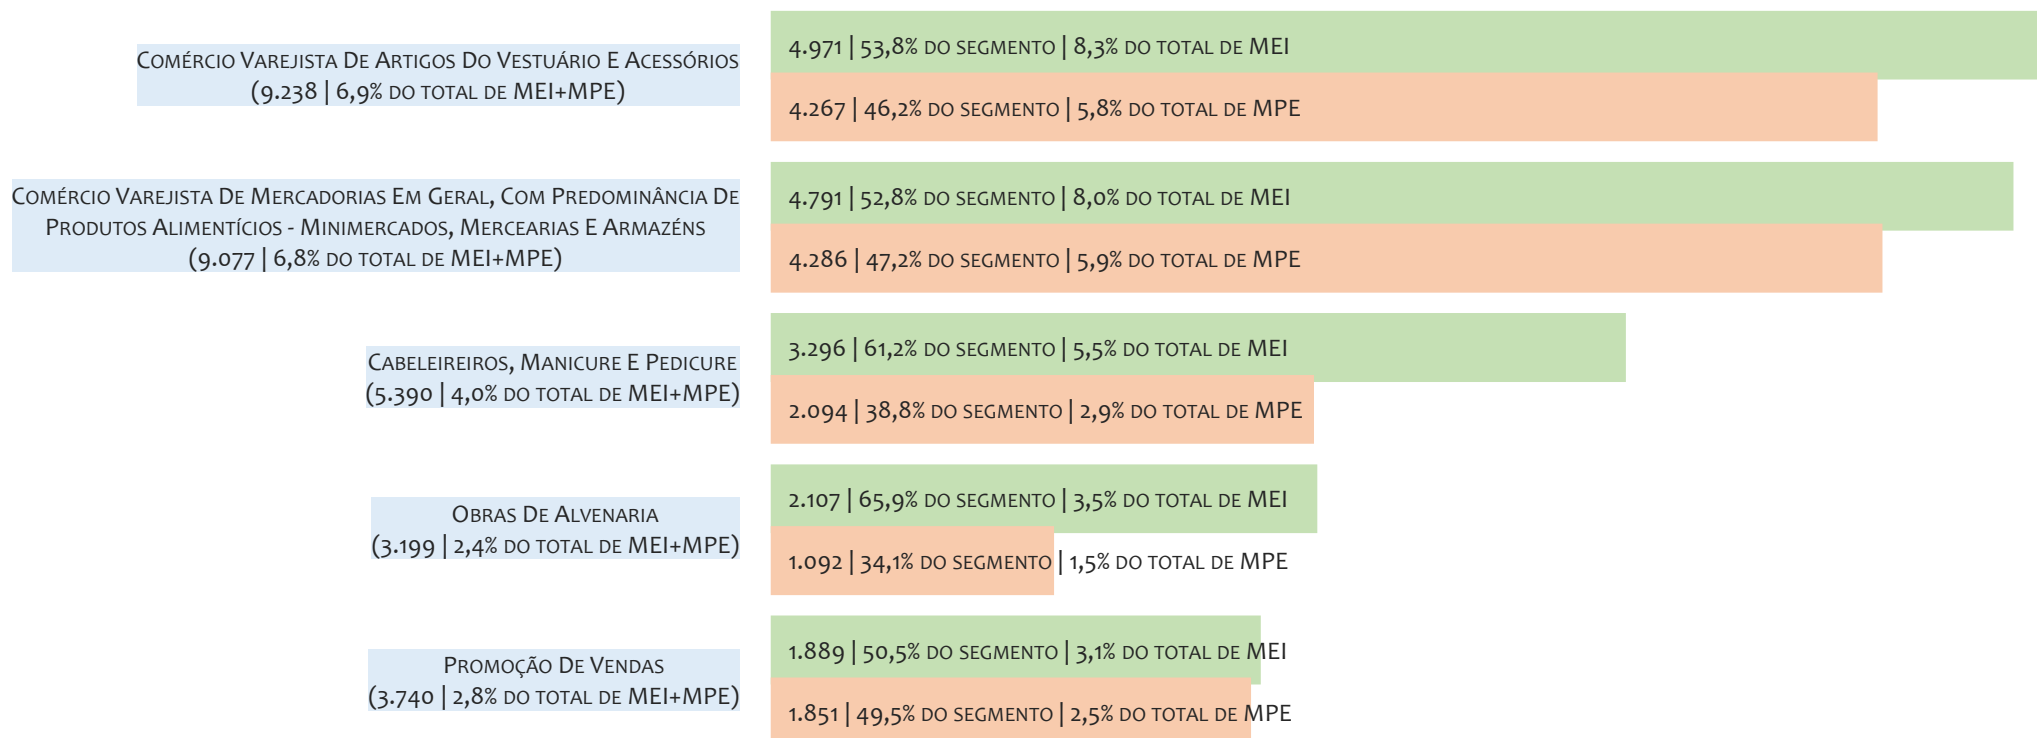 Comércio Varejista De Artigos Do Vestuário E Acessórios
(9.238 | 6,9% do total de MEI+MPE)
4.971 | 53,8% do segmento | 8,3% do total de MEI
4.267 | 46,2% do segmento | 5,8% do total de MPE
Comércio Varejista De Mercadorias Em Geral, Com Predominância De
Produtos Alimentícios - Minimercados, Mercearias E Armazéns
(9.077 | 6,8% do total de MEI+MPE)
4.791 | 52,8% do segmento | 8,0% do total de MEI
4.286 | 47,2% do segmento | 5,9% do total de MPE
Cabeleireiros, Manicure E Pedicure
(5.390 | 4,0% do total de MEI+MPE)
3.296 | 61,2% do segmento | 5,5% do total de MEI
2.094 | 38,8% do segmento | 2,9% do total de MPE
Obras De Alvenaria
(3.199 | 2,4% do total de MEI+MPE)
2.107 | 65,9% do segmento | 3,5% do total de MEI
1.092 | 34,1% do segmento | 1,5% do total de MPE
Promoção De Vendas
(3.740 | 2,8% do total de MEI+MPE)
1.889 | 50,5% do segmento | 3,1% do total de MEI
1.851 | 49,5% do segmento | 2,5% do total de MPE